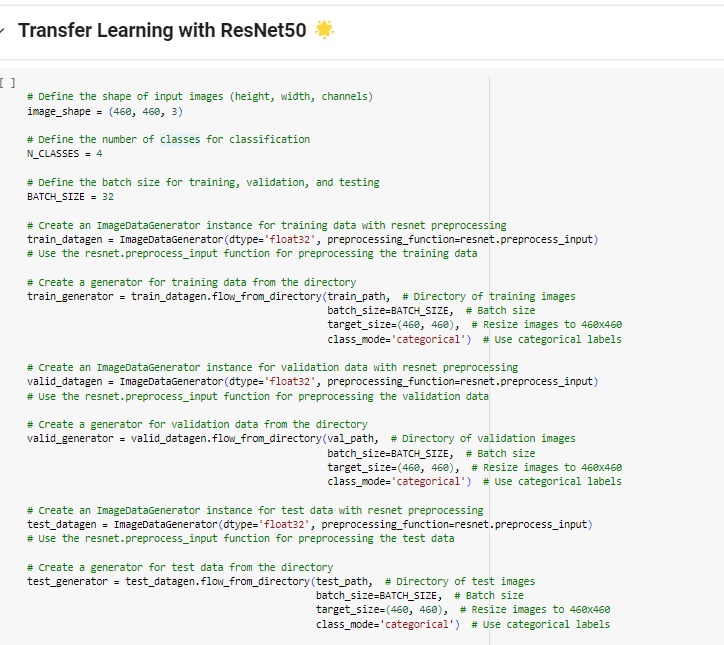 Transfer Learning with ResNet50 🌟
[ ]
# Define the shape of input images (height, width, channels)
image_shape = (460, 460, 3)
# Define the number of classes for classification
N_CLASSES = 4
# Define the batch size for training, validation, and testing
BATCH_SIZE = 32
# Create an ImageDataGenerator instance for training data with resnet preprocessing
train_datagen = ImageDataGenerator(dtype='float32', preprocessing_function=resnet.preprocess_input)
# Use the resnet.preprocess_input function for preprocessing the training data
# Create a generator for training data from the directory
train_generator = train_datagen.flow_from_directory(train_path,  # Directory of training images
batch_size=BATCH_SIZE,  # Batch size
target_size=(460, 460),  # Resize images to 460x460
class_mode='categorical')  # Use categorical labels
# Create an ImageDataGenerator instance for validation data with resnet preprocessing
valid_datagen = ImageDataGenerator(dtype='float32', preprocessing_function=resnet.preprocess_input)
# Use the resnet.preprocess_input function for preprocessing the validation data
# Create a generator for validation data from the directory
valid_generator = valid_datagen.flow_from_directory(val_path,  # Directory of validation images
batch_size=BATCH_SIZE,  # Batch size
target_size=(460, 460),  # Resize images to 460x460
class_mode='categorical')  # Use categorical labels
# Create an ImageDataGenerator instance for test data with resnet preprocessing
test_datagen = ImageDataGenerator(dtype='float32', preprocessing_function=resnet.preprocess_input)
# Use the resnet.preprocess_input function for preprocessing the test data
# Create a generator for test data from the directory
test_generator = test_datagen.flow_from_directory(test_path,  # Directory of test images
batch_size=BATCH_SIZE,  # Batch size
target_size=(460, 460),  # Resize images to 460x460
class_mode='categorical')  # Use categorical labels